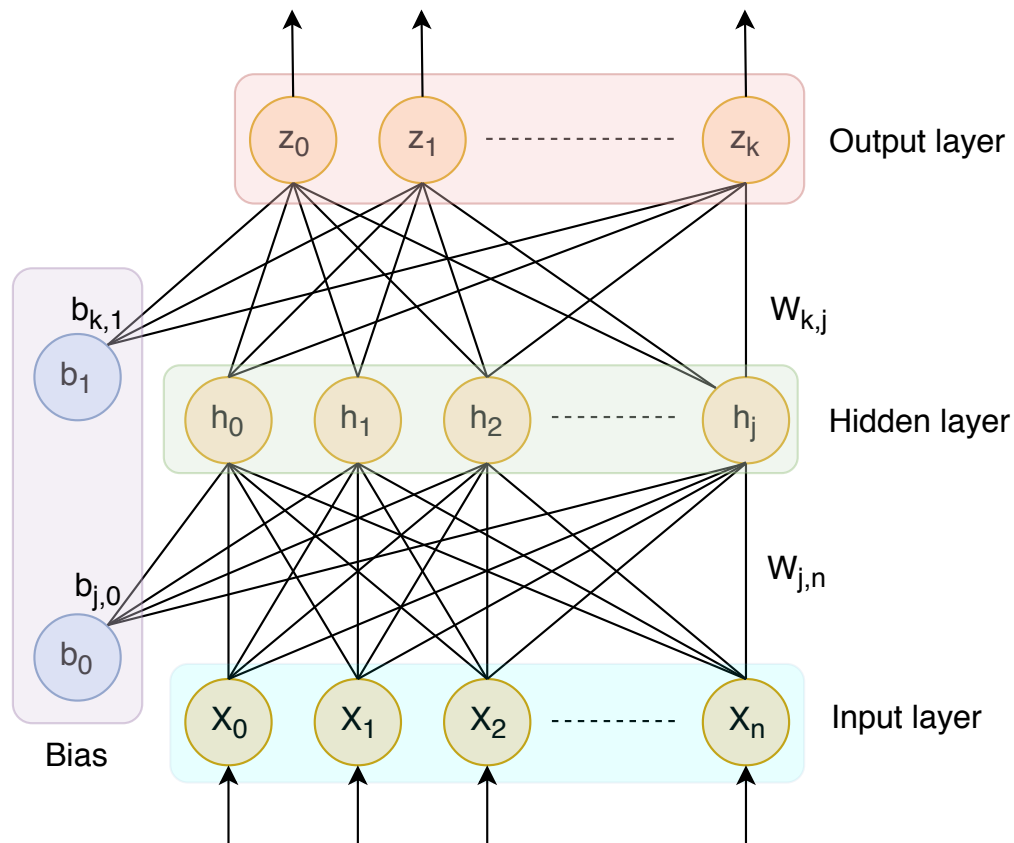 z₀ z₁ zₖ Output layer
bₖ,₁ Wₖ,ⱼ
b₁
h₀ h₁ h₂ hⱼ Hidden layer
bⱼ,₀ Wⱼ,ₙ
b₀
X₀ X₁ X₂ Xₙ Input layer
Bias